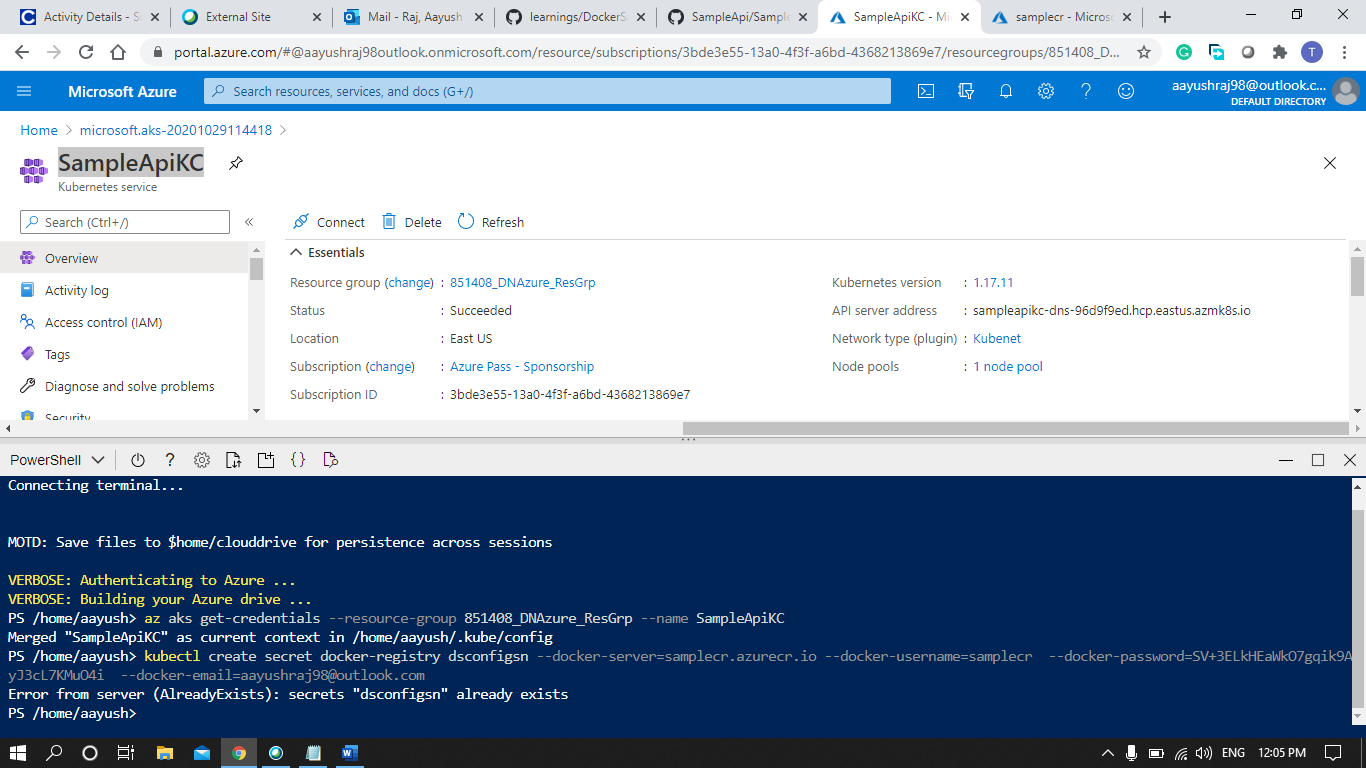 Activity Details - S
External Site
Mail - Raj, Aayush
learnings/DockerS
SampleApi/Sample
SampleApiKC - Mi
samplecr - Microso
portal.azure.com/#@aayushraj98outlook.onmicrosoft.com/resource/subscriptions/3bde3e55-13a0-4f3f-a6bd-4368213869e7/resourcegroups/851408_D...
T
Microsoft Azure
Search resources, services, and docs (G+/)
aayushraj98@outlook.c...
DEFAULT DIRECTORY
Home > microsoft.aks-20201029114418 >
SampleApiKC
Kubernetes service
Search (Ctrl+/)
«
Connect
Delete
Refresh
Overview
Activity log
Access control (IAM)
Tags
Diagnose and solve problems
Security
Essentials
Resource group (change) : 851408_DNAzure_ResGrp
Status : Succeeded
Location : East US
Subscription (change) : Azure Pass - Sponsorship
Subscription ID : 3bde3e55-13a0-4f3f-a6bd-4368213869e7
Kubernetes version : 1.17.11
API server address : sampleapikc-dns-96d9f9ed.hcp.eastus.azmk8s.io
Network type (plugin) : Kubenet
Node pools : 1 node pool
PowerShell
Connecting terminal...
MOTD: Save files to $home/clouddrive for persistence across sessions
VERBOSE: Authenticating to Azure ...
VERBOSE: Building your Azure drive ...
PS /home/aayush> az aks get-credentials --resource-group 851408_DNAzure_ResGrp --name SampleApiKC
Merged "SampleApiKC" as current context in /home/aayush/.kube/config
PS /home/aayush> kubectl create secret docker-registry dsconfigsn --docker-server=samplecr.azurecr.io --docker-username=samplecr  --docker-password=SV+3ELkHEaWkO7gqik9A
yJ3cL7KMuO4i  --docker-email=aayushraj98@outlook.com
Error from server (AlreadyExists): secrets "dsconfigsn" already exists
PS /home/aayush>
ENG
12:05 PM